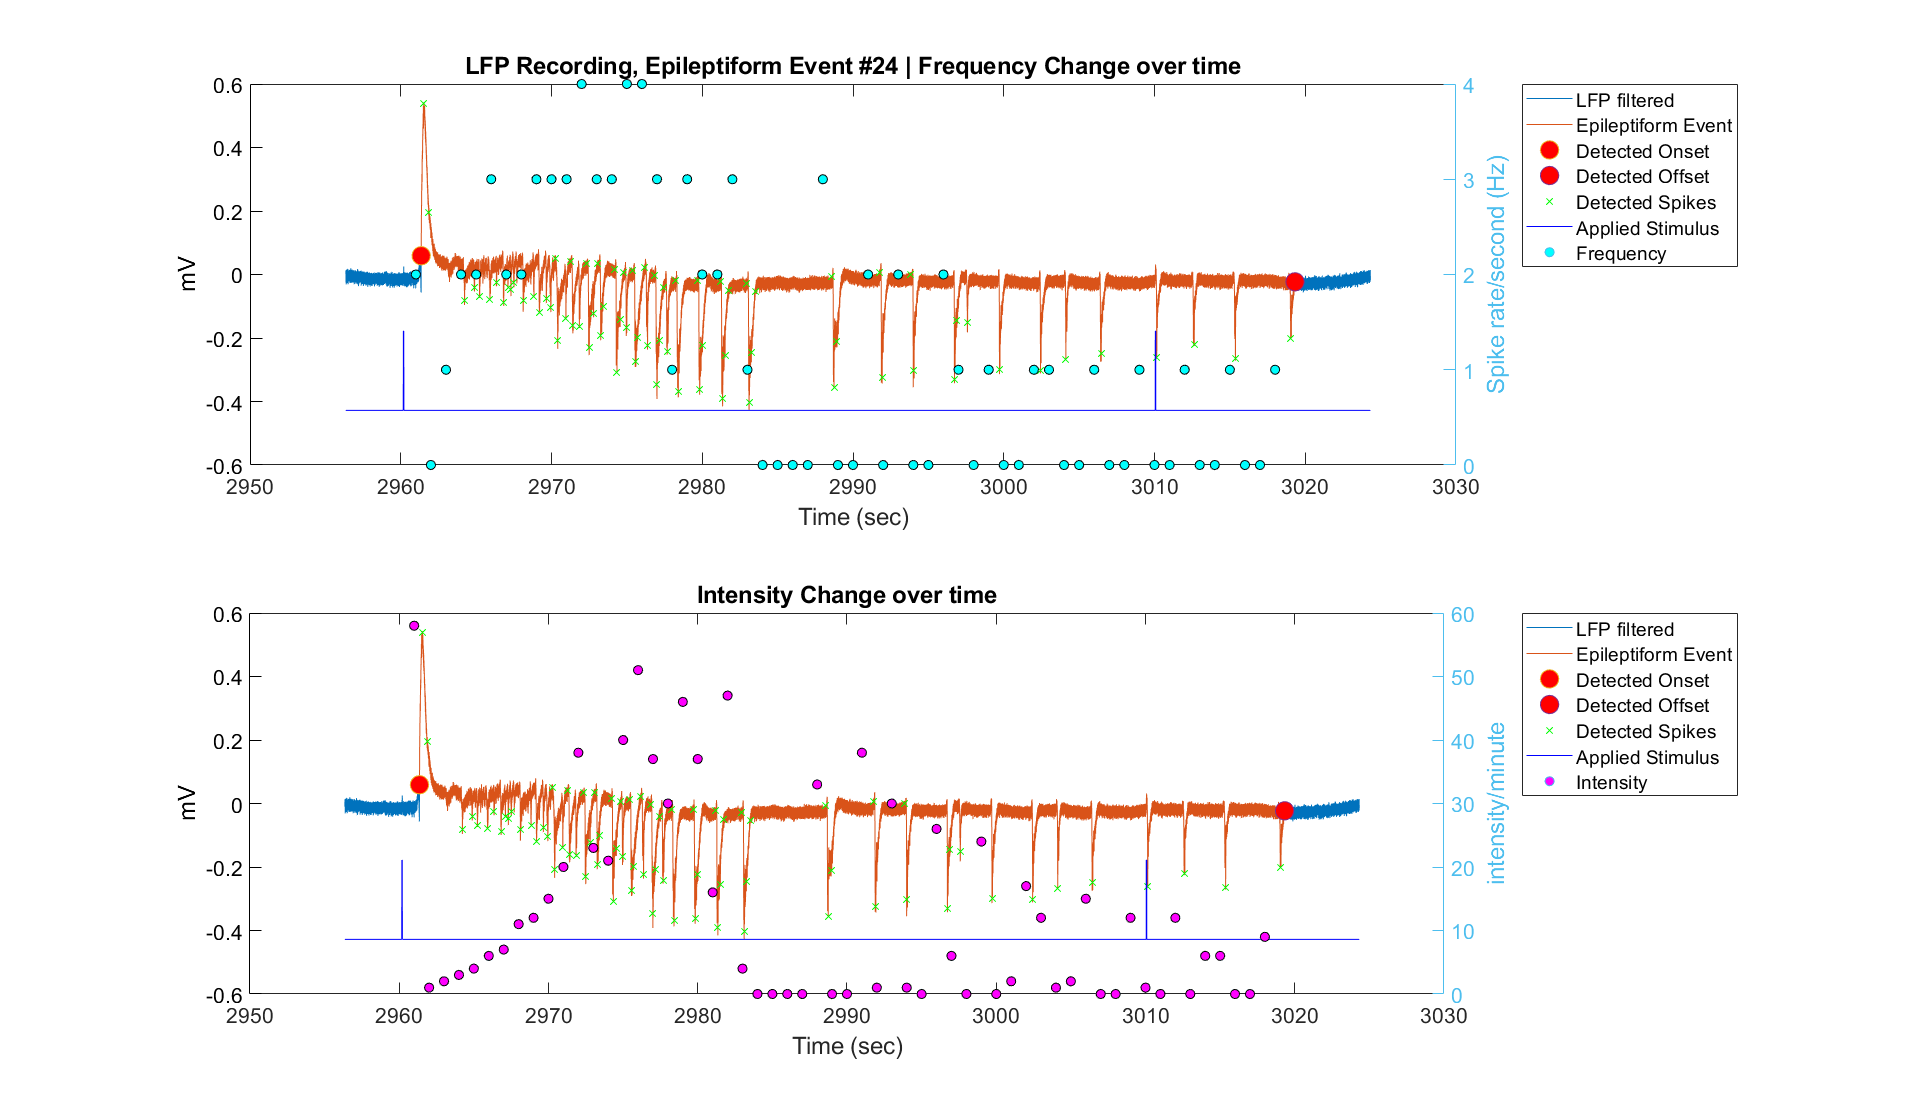 LFP Recording, Epileptiform Event #24 | Frequency Change over time
0.6
0.4
0.2
0
-0.2
-0.4
-0.6
mV
4
3
2
1
0
Spike rate/second (Hz)
2950 2960 2970 2980 2990 3000 3010 3020 3030
Time (sec)
LFP filtered
Epileptiform Event
Detected Onset
Detected Offset
Detected Spikes
Applied Stimulus
Frequency
Intensity Change over time
0.6
0.4
0.2
0
-0.2
-0.4
-0.6
mV
60
50
40
30
20
10
0
intensity/minute
2950 2960 2970 2980 2990 3000 3010 3020 3030
Time (sec)
LFP filtered
Epileptiform Event
Detected Onset
Detected Offset
Detected Spikes
Applied Stimulus
Intensity